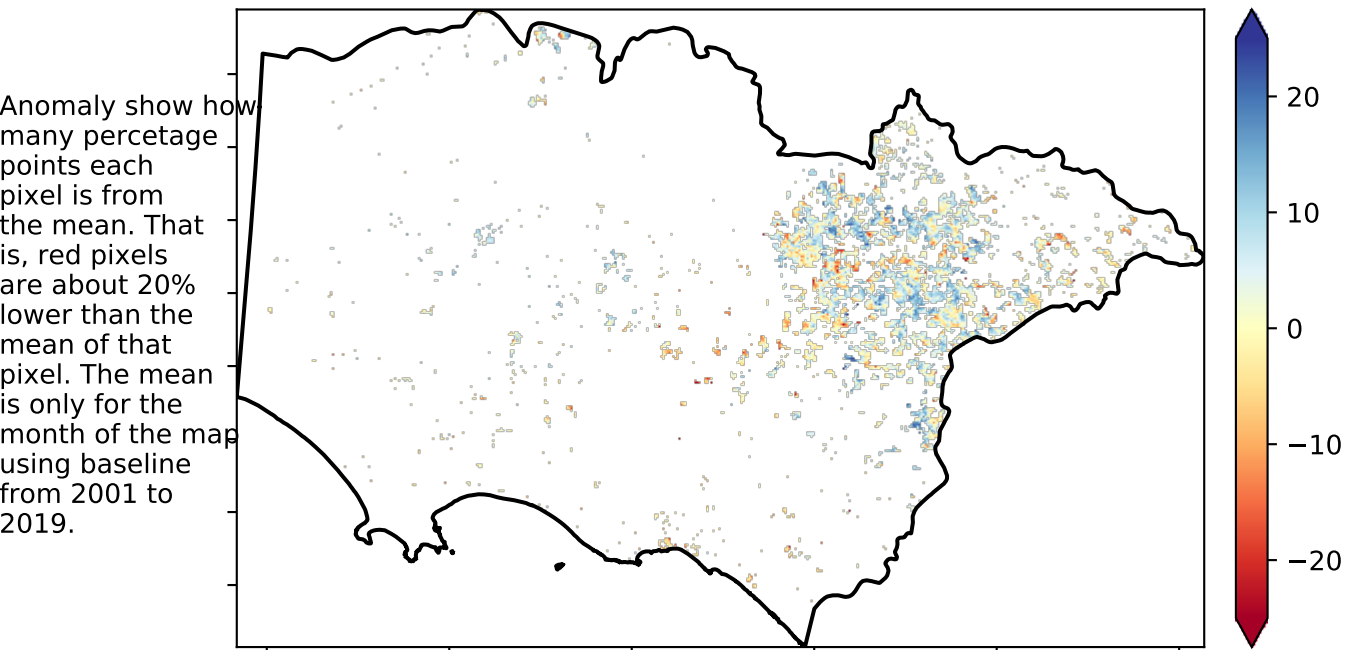 Anomaly show how
many percetage
points each
pixel is from
the mean. That
is, red pixels
are about 20%
lower than the
mean of that
pixel. The mean
is only for the
month of the map
using baseline
from 2001 to
2019.
20
10
0
−10
−20